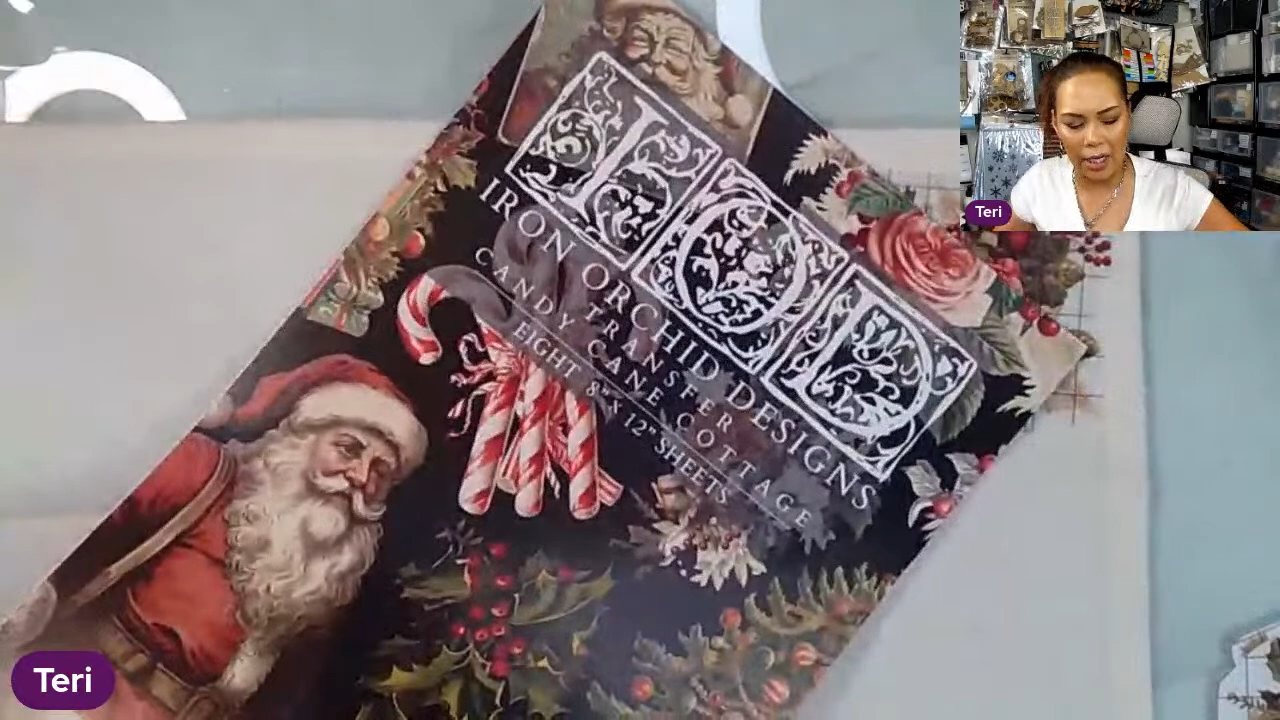 IOD
IRON ORCHID DESIGNS
TRANSFER
CANDY CANE COTTAGE
EIGHT 8" X 12" SHEETS
Teri
Teri